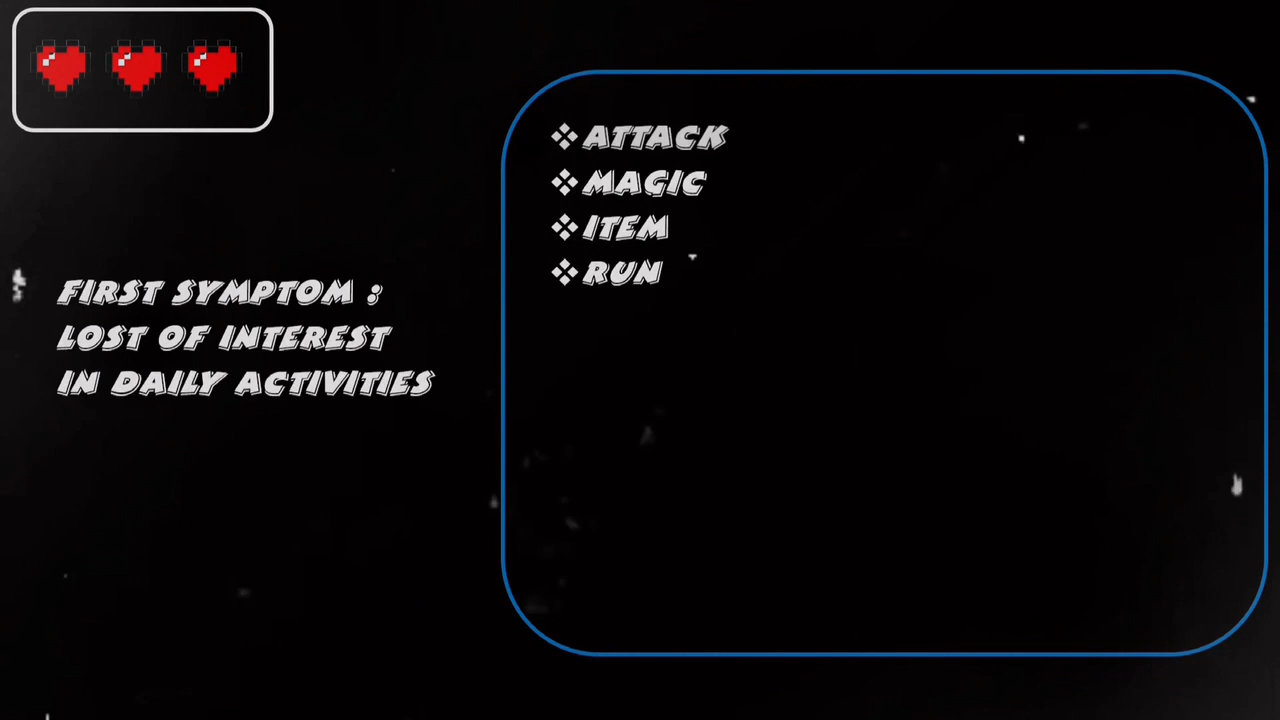 FIRST SYMPTOM :
LOST OF INTEREST
IN DAILY ACTIVITIES
❖ATTACK
❖MAGIC
❖ITEM
❖RUN